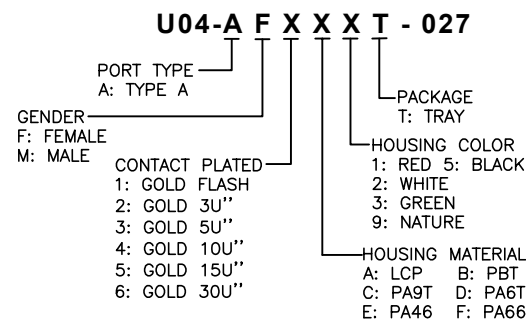 U04-A F X X X T - 027
PORT TYPE
A: TYPE A
GENDER
F: FEMALE
M: MALE
CONTACT PLATED
1: GOLD FLASH
2: GOLD 3U''
3: GOLD 5U''
4: GOLD 10U''
5: GOLD 15U''
6: GOLD 30U''
PACKAGE
T: TRAY
HOUSING COLOR
1: RED 5: BLACK
2: WHITE
3: GREEN
9: NATURE
HOUSING MATERIAL
A: LCP B: PBT
C: PA9T D: PA6T
E: PA46 F: PA66